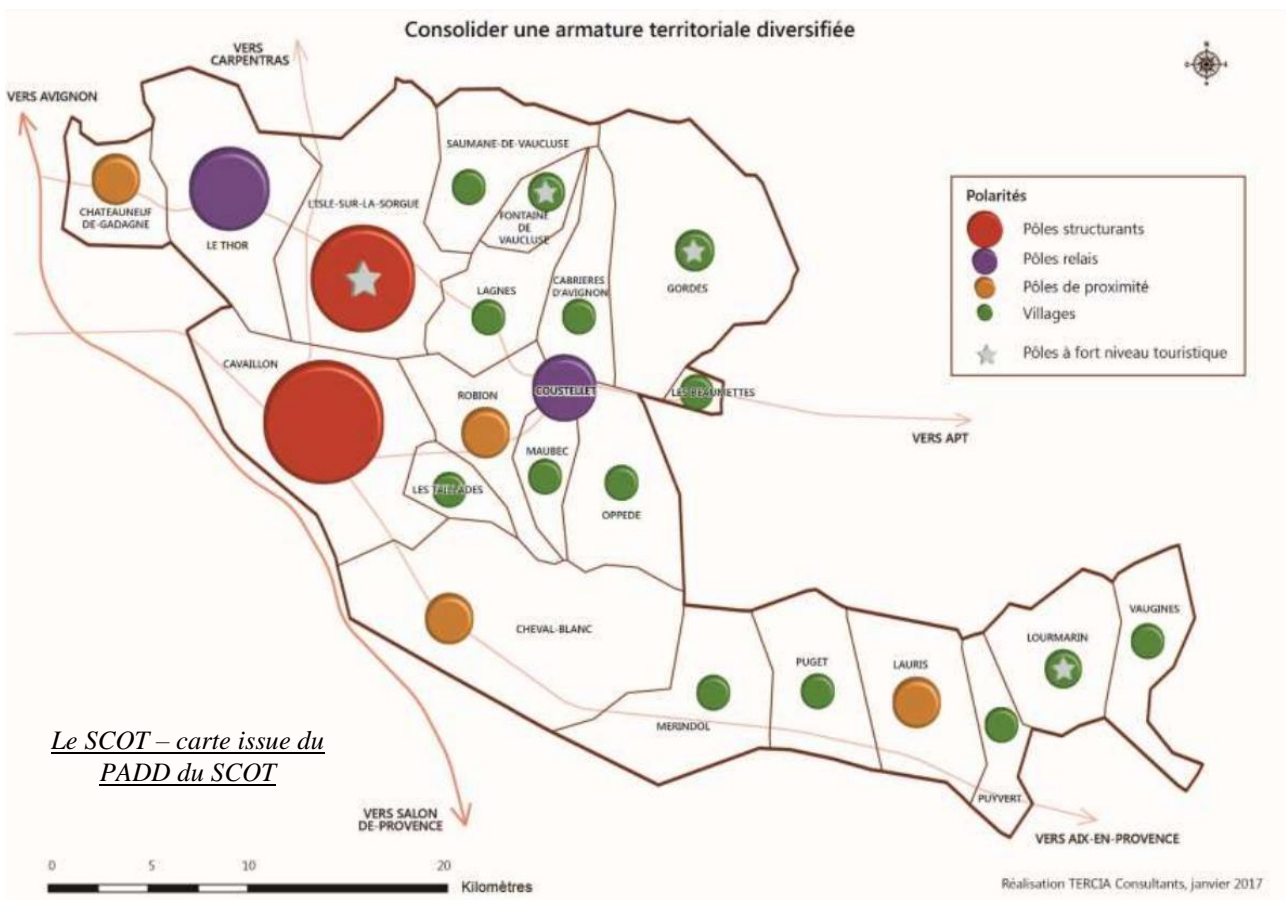 Consolider une armature territoriale diversifiée
VERS
CARPENTRAS
VERS AVIGNON
N
SAUMANE-DE-VAUCLUSE
CHATEAUNEUF
DE-GADAGNE
LE THOR
L'ISLE-SUR-LA-SORGUE
FONTAINE
DE
VAUCLUSE
LAGNES
CABRIERES
D'AVIGNON
GORDES
Polarités
Pôles structurants
Pôles relais
Pôles de proximité
Villages
Pôles à fort niveau touristique
CAVAILLON
ROBION
COUSTELLET
LES BEAUMETTES
VERS APT
MAUBEC
LES TAILLADES
OPPEDE
CHEVAL-BLANC
MERINDOL
PUGET
LAURIS
PUYVERT
LOURMARIN
VAUGINES
Le SCOT – carte issue du
PADD du SCOT
VERS SALON
DE-PROVENCE
VERS AIX-EN-PROVENCE
0 5 10 20
Kilomètres
Réalisation TERCIA Consultants, janvier 2017